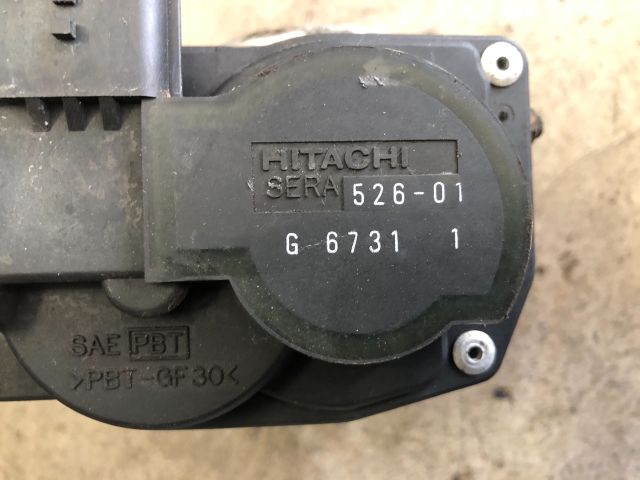 HITACHI
SERA 526-01
G 6731 1
SAE PBT
>PBT-GF30<